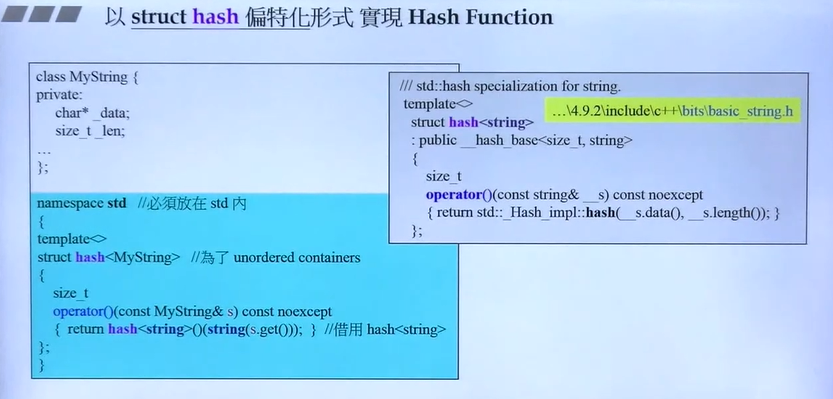 以 struct hash 偏特化形式 實現 Hash Function
class MyString {
private:
char* _data;
size_t _len;
...
};
namespace std //必須放在 std 內
{
template<>
struct hash<MyString> //為了 unordered containers
{
size_t
operator()(const MyString& s) const noexcept
{ return hash<string>()(string(s.get())); } //借用 hash<string>
};
}
/// std::hash specialization for string.
template<>
...\4.9.2\include\c++\bits\basic_string.h
struct hash<string>
: public __hash_base<size_t, string>
{
size_t
operator()(const string& __s) const noexcept
{ return std::_Hash_impl::hash(__s.data(), __s.length()); }
};